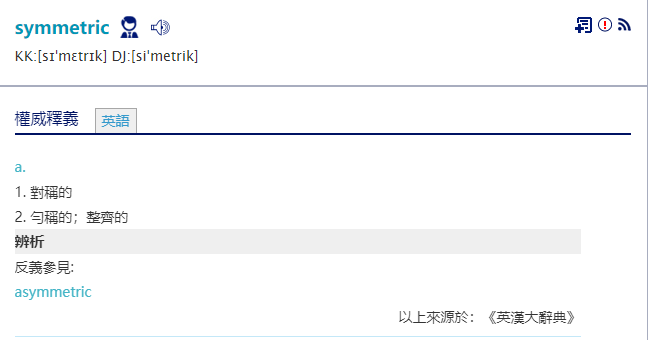 symmetric
KK:[sɪˈmɛtrɪk] DJ:[siˈmetrik]
權威釋義 英語
a.
1. 對稱的
2. 勻稱的；整齊的
辨析
反義參見:
asymmetric
以上來源於：《英漢大辭典》